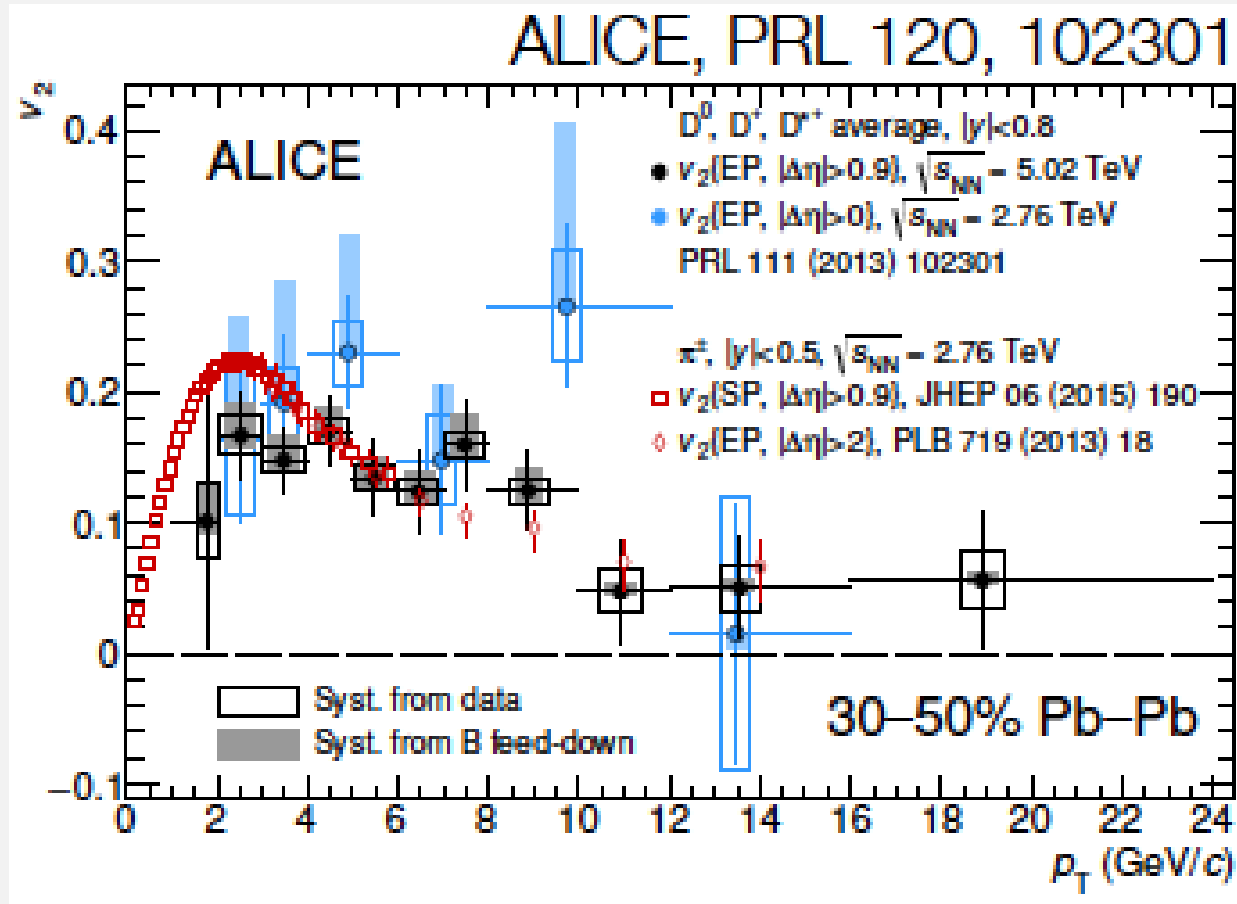 ALICE, PRL 120, 102301
v₂
0.4
0.3
0.2
0.1
0
−0.1
ALICE
D⁰, D⁺, D*⁺ average, |y|<0.8
v₂{EP, |Δη|>0.9}, √sNN = 5.02 TeV
v₂{EP, |Δη|>0}, √sNN = 2.76 TeV
PRL 111 (2013) 102301
π±, |y|<0.5, √sNN = 2.76 TeV
v₂{SP, |Δη|>0.9}, JHEP 06 (2015) 190
v₂{EP, |Δη|>2}, PLB 719 (2013) 18
Syst. from data
Syst. from B feed-down
30–50% Pb–Pb
0 2 4 6 8 10 12 14 16 18 20 22 24
pT (GeV/c)